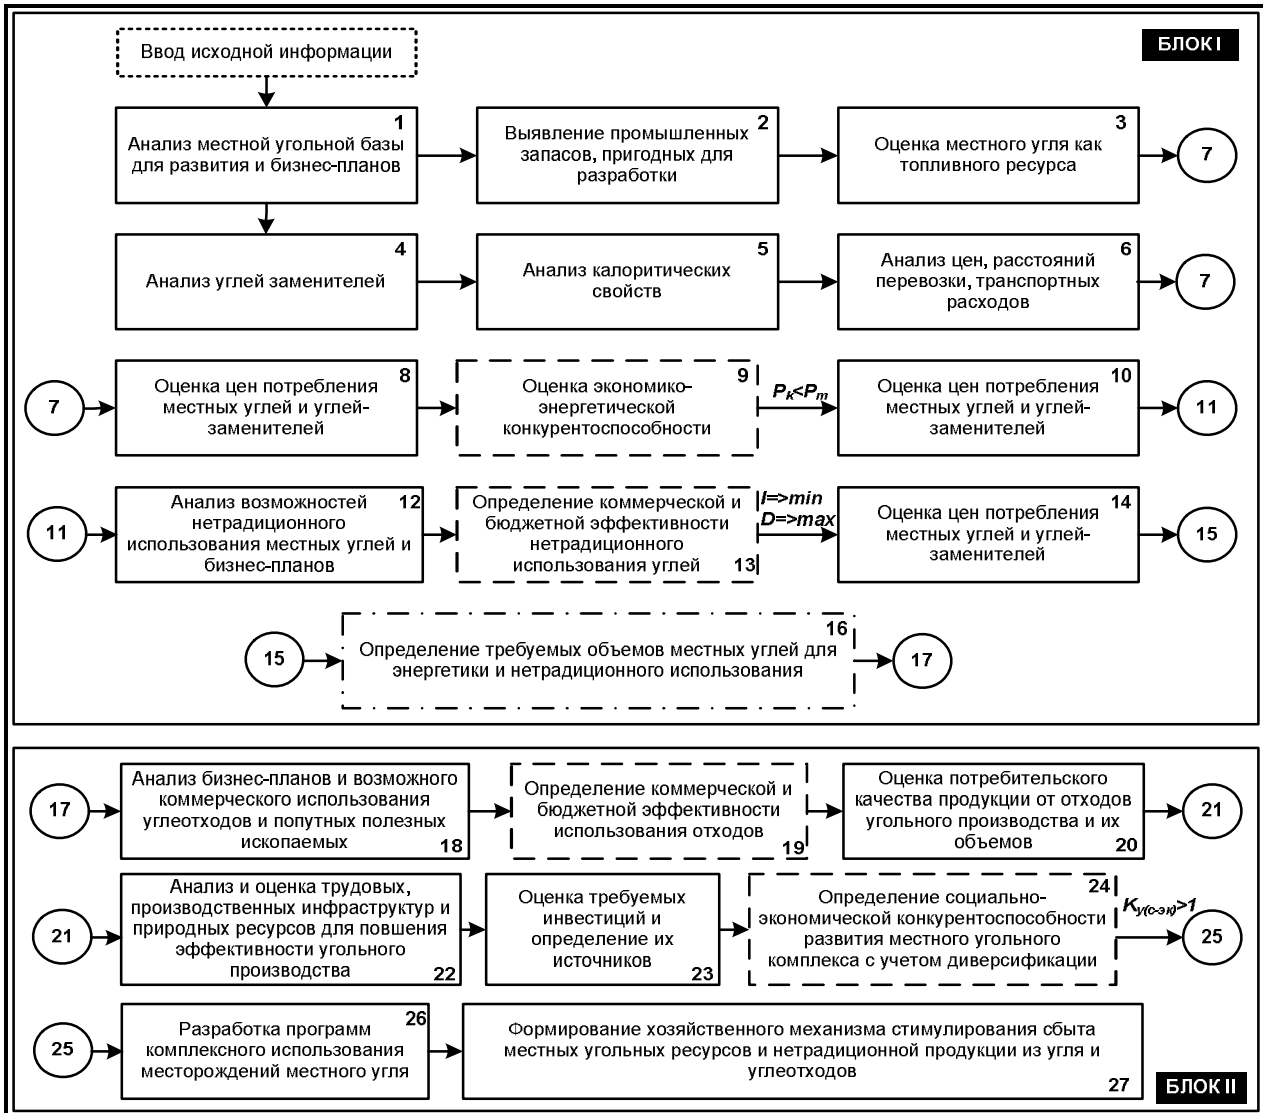 БЛОК I
Ввод исходной информации
1
Анализ местной угольной базы
для развития и бизнес-планов
2
Выявление промышленных
запасов, пригодных для
разработки
3
Оценка местного угля как
топливного ресурса
7
4
Анализ углей заменителей
5
Анализ калоритических
свойств
6
Анализ цен, расстояний
перевозки, транспортных
расходов
7
7
8
Оценка цен потребления
местных углей и углей-
заменителей
9
Оценка экономико-
энергетической
конкурентоспособности
Pк<Pт
10
Оценка цен потребления
местных углей и углей-
заменителей
11
11
12
Анализ возможностей
нетрадиционного
использования местных углей и
бизнес-планов
Определение коммерческой и
бюджетной эффективности
нетрадиционного
использования углей
13
I=>min
D=>max
14
Оценка цен потребления
местных углей и углей-
заменителей
15
15
16
Определение требуемых объемов местных углей для
энергетики и нетрадиционного использования
17
17
Анализ бизнес-планов и возможного
коммерческого использования
углеотходов и попутных полезных
ископаемых
18
Определение коммерческой и
бюджетной эффективности
использования отходов
19
Оценка потребительского
качества продукции от отходов
угольного производства и их
объемов
20
21
21
Анализ и оценка трудовых,
производственных инфраструктур и
природных ресурсов для повшения
эффективности угольного
производства
22
Оценка требуемых
инвестиций и
определение их
источников
23
24
Определение социально-
экономической конкурентоспособности
развития местного угольного
комплекса с учетом диверсификации
Kу(с-эк)>1
25
25
26
Разработка программ
комплексного использования
месторождений местного угля
Формирование хозяйственного механизма стимулирования сбыта
местных угольных ресурсов и нетрадиционной продукции из угля и
углеотходов
27
БЛОК II